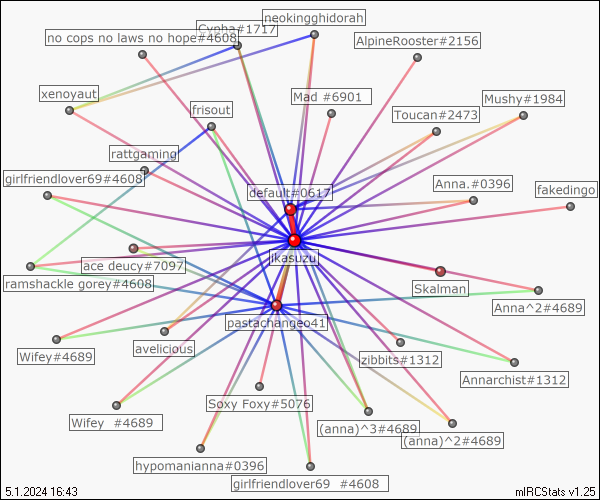 neokingghidorah
Cypha#1717
no cops no laws no hope#4608
AlpineRooster#2156
xenoyaut
Mad #6901
Mushy#1984
frisout
Toucan#2473
rattgaming
girlfriendlover69#4608
Anna.#0396
default#0617
fakedingo
ikasuzu
ace deucy#7097
ramshackle gorey#4608
Skalman
Anna^2#4689
pastachangeo41
avelicious
Wifey#4689
zibbits#1312
Annarchist#1312
Soxy Foxy#5076
Wifey  #4689
(anna)^3#4689
(anna)^2#4689
hypomanianna#0396
girlfriendlover69  #4608
5.1.2024 16:43
mIRCStats v1.25